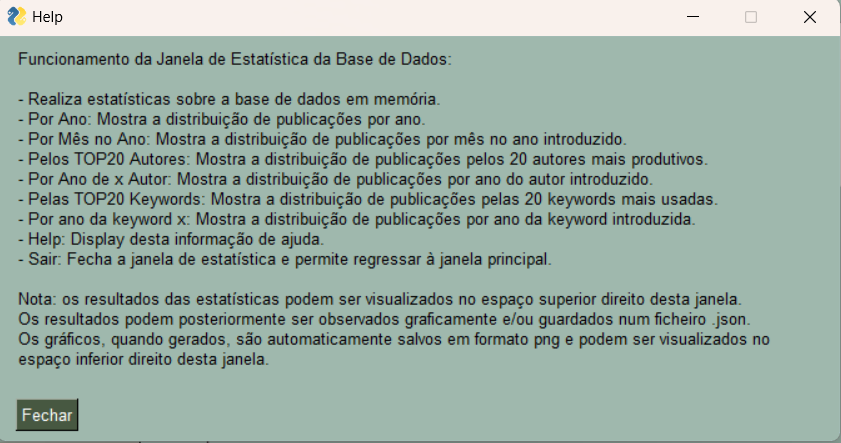 Help
Funcionamento da Janela de Estatística da Base de Dados:
- Realiza estatísticas sobre a base de dados em memória.
- Por Ano: Mostra a distribuição de publicações por ano.
- Por Mês no Ano: Mostra a distribuição de publicações por mês no ano introduzido.
- Pelos TOP20 Autores: Mostra a distribuição de publicações pelos 20 autores mais produtivos.
- Por Ano de x Autor: Mostra a distribuição de publicações por ano do autor introduzido.
- Pelas TOP20 Keywords: Mostra a distribuição de publicações pelas 20 keywords mais usadas.
- Por ano da keyword x: Mostra a distribuição de publicações por ano da keyword introduzida.
- Help: Display desta informação de ajuda.
- Sair: Fecha a janela de estatística e permite regressar à janela principal.
Nota: os resultados das estatísticas podem ser visualizados no espaço superior direito desta janela.
Os resultados podem posteriormente ser observados graficamente e/ou guardados num ficheiro .json.
Os gráficos, quando gerados, são automaticamente salvos em formato png e podem ser visualizados no
espaço inferior direito desta janela.
Fechar